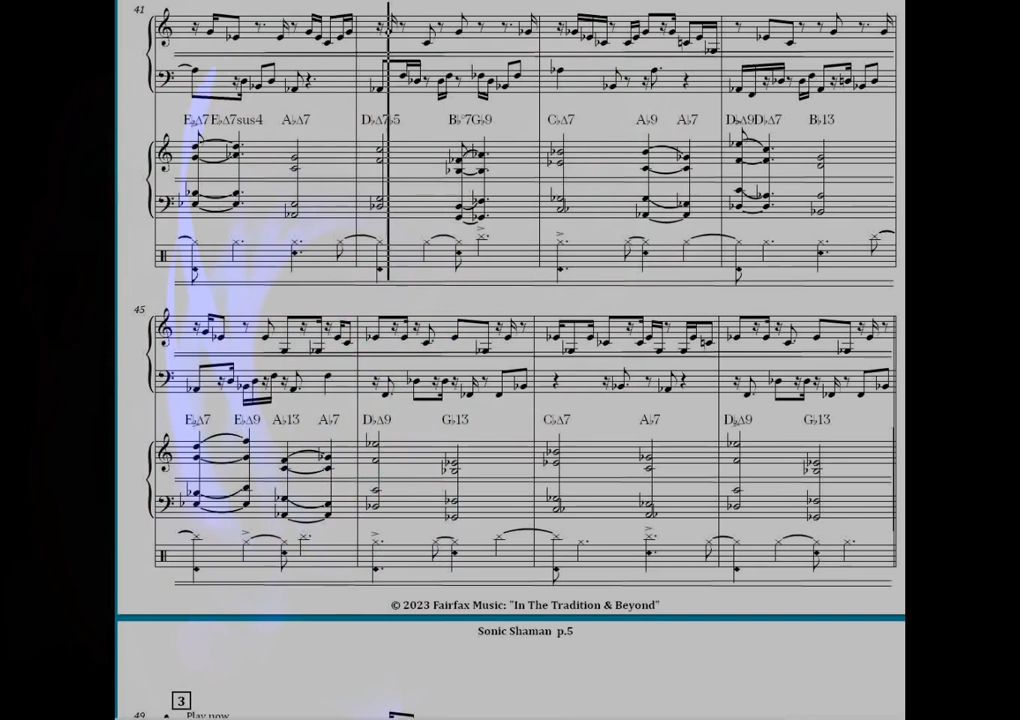 41
E♭Δ7 E♭Δ7sus4 A♭Δ7 D♭Δ7♭5 B♭-7 G♭9 C♭Δ7 A♭9 A♭7 D♭Δ9 D♭Δ7 B♭13
45
E♭Δ7 E♭Δ9 A♭13 A♭7 D♭Δ9 G♭13 C♭Δ7 A♭7 D♭Δ9 G♭13
© 2023 Fairfax Music: "In The Tradition & Beyond"
Sonic Shaman p.5
3
49 Play now